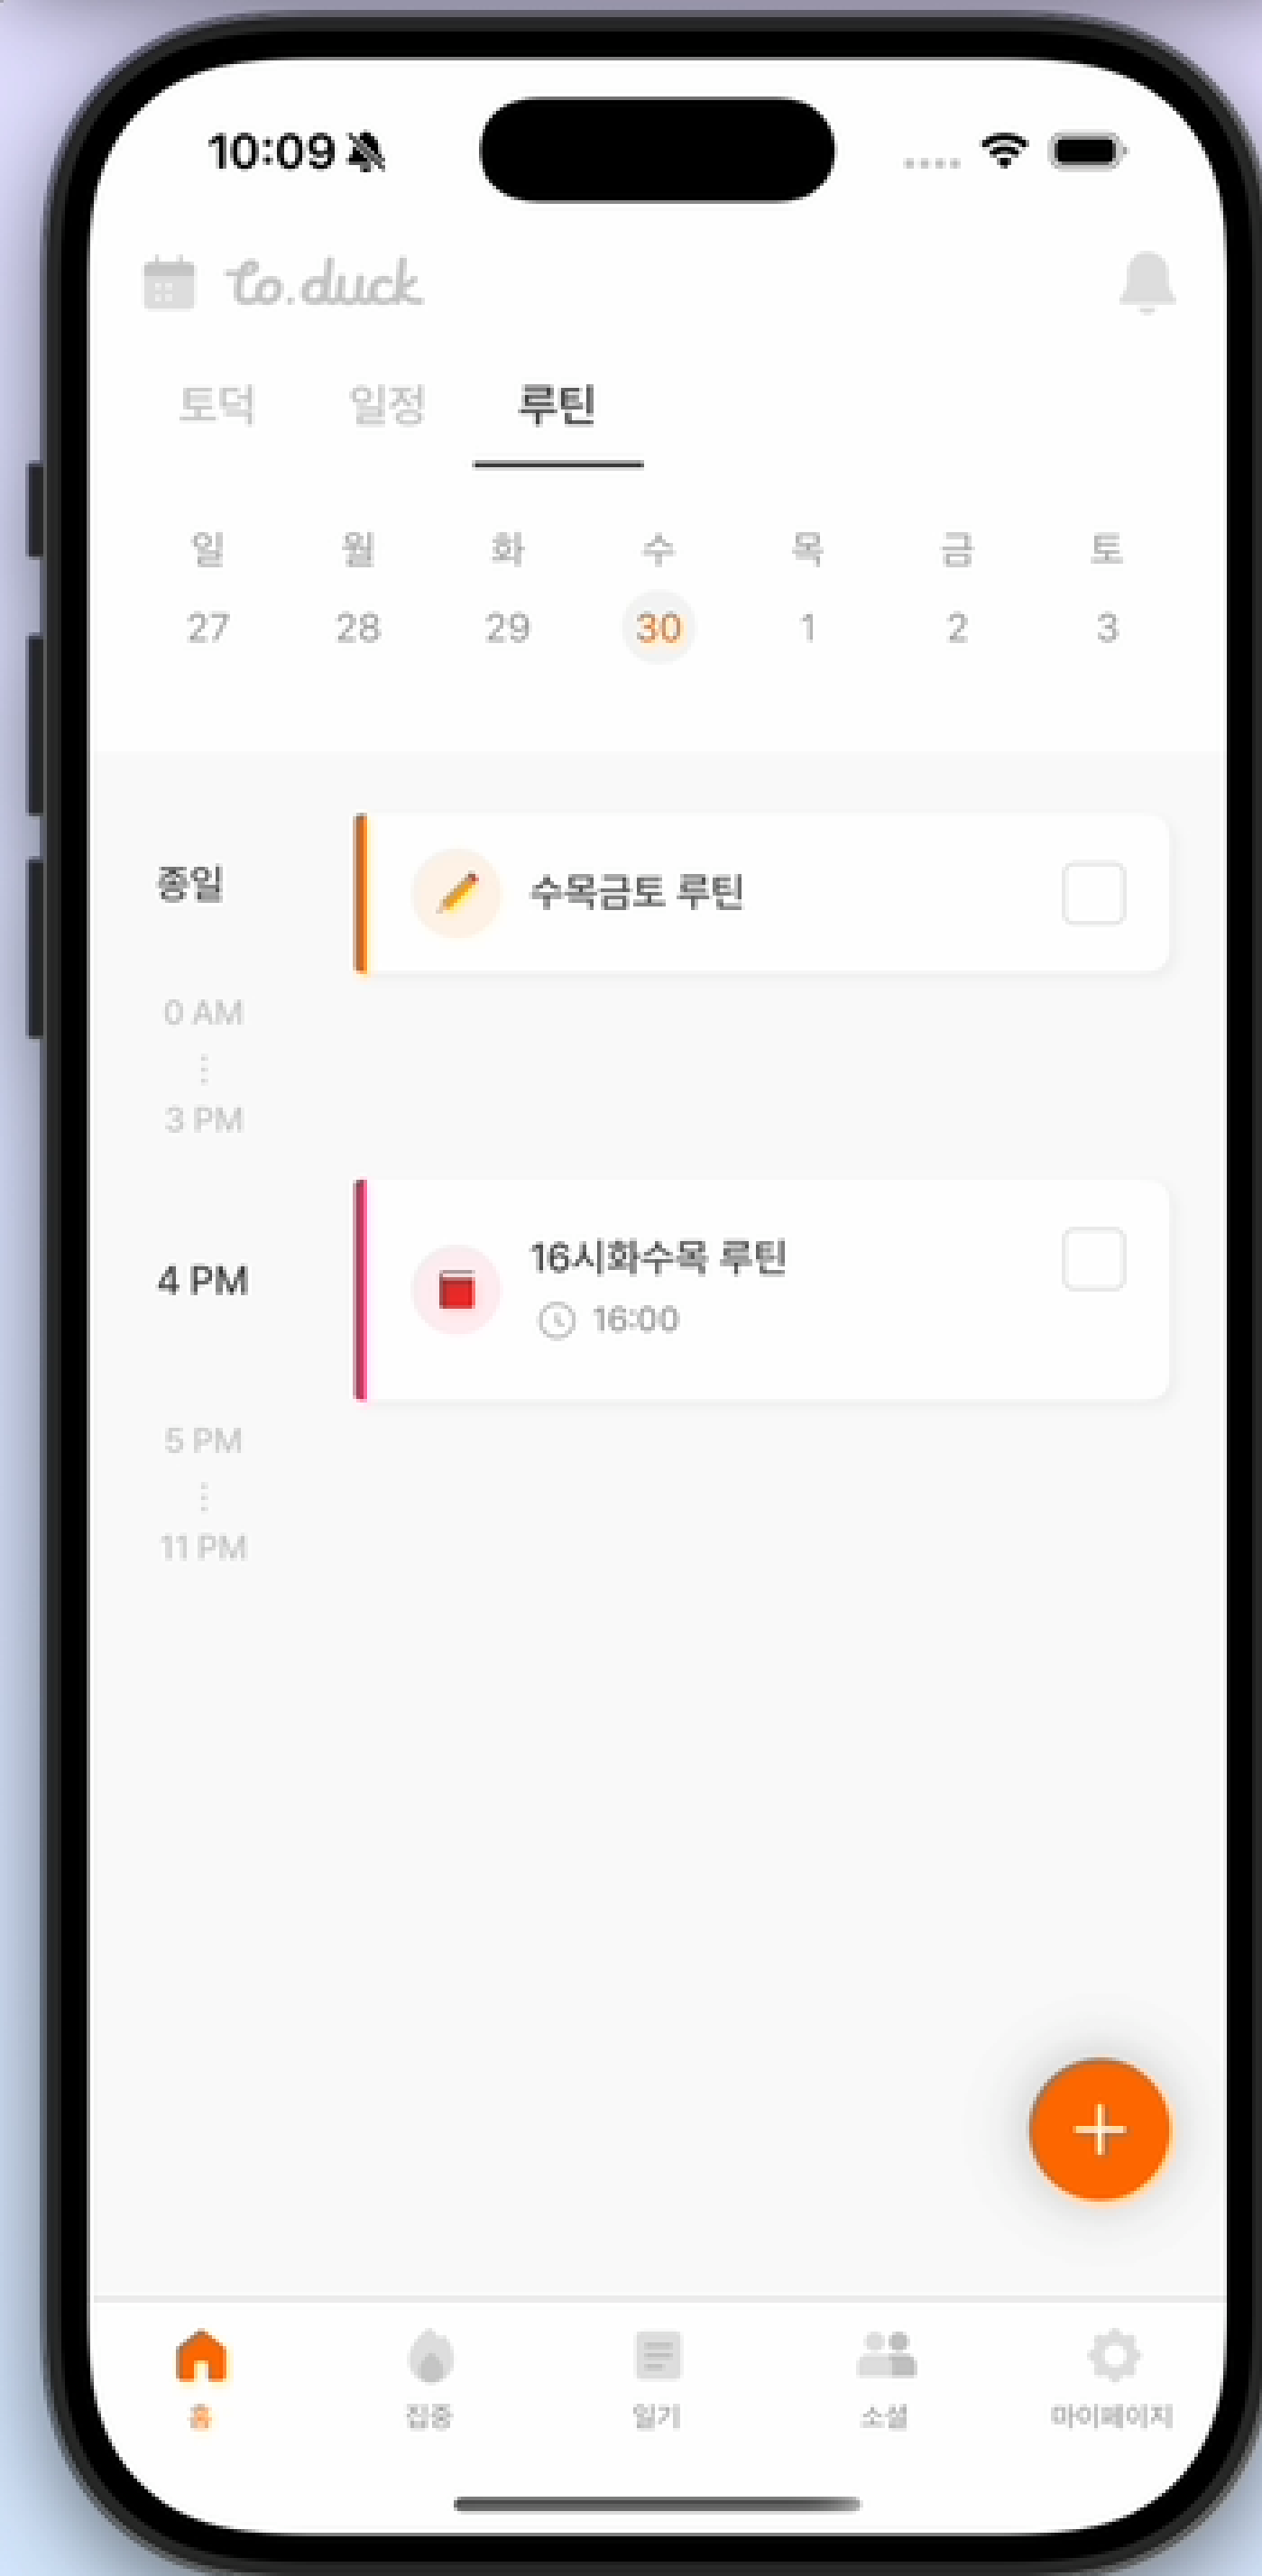 10:09
to.duck
토덕 일정 루틴
일 월 화 수 목 금 토
27 28 29 30 1 2 3
종일
수목금토 루틴
0 AM
3 PM
4 PM
16시화수목 루틴
16:00
5 PM
11 PM
홈 집중 일기 소셜 마이페이지